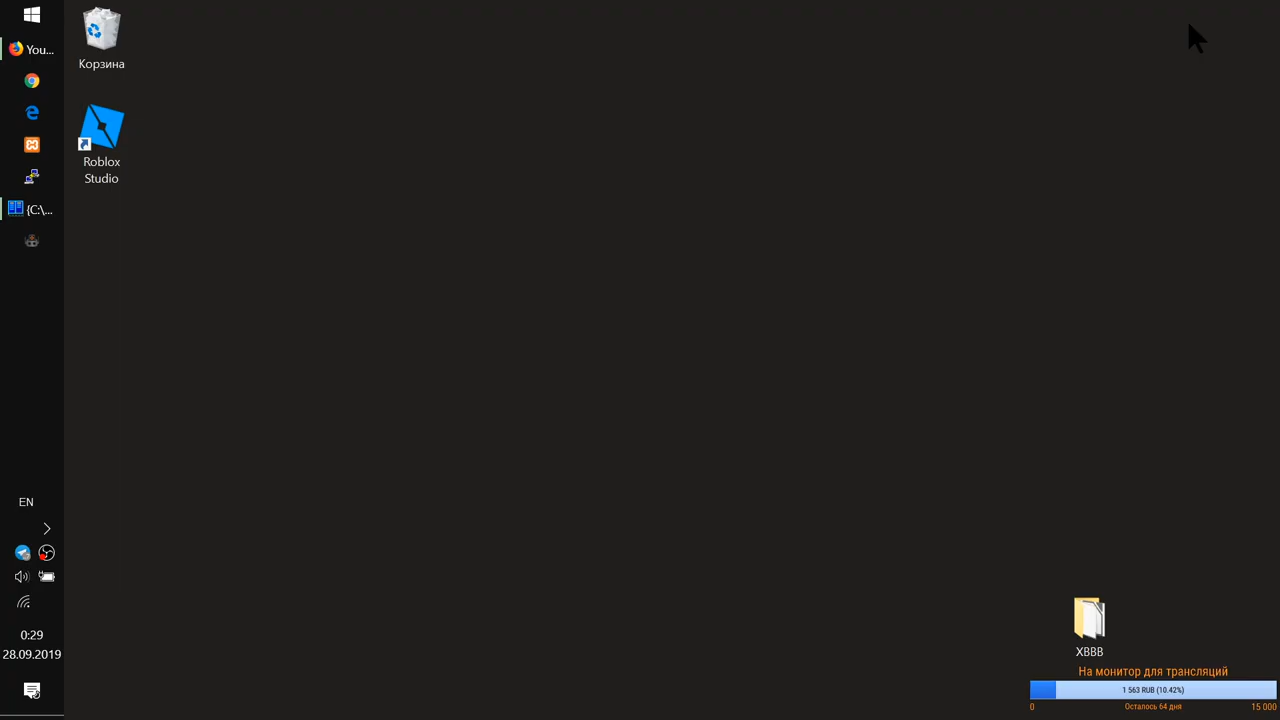 You...
{C:\...
EN
0:29
28.09.2019
Корзина
Roblox
Studio
XBBB
На монитор для трансляций
1 563 RUB (10.42%)
0
Осталось 64 дня
15 000